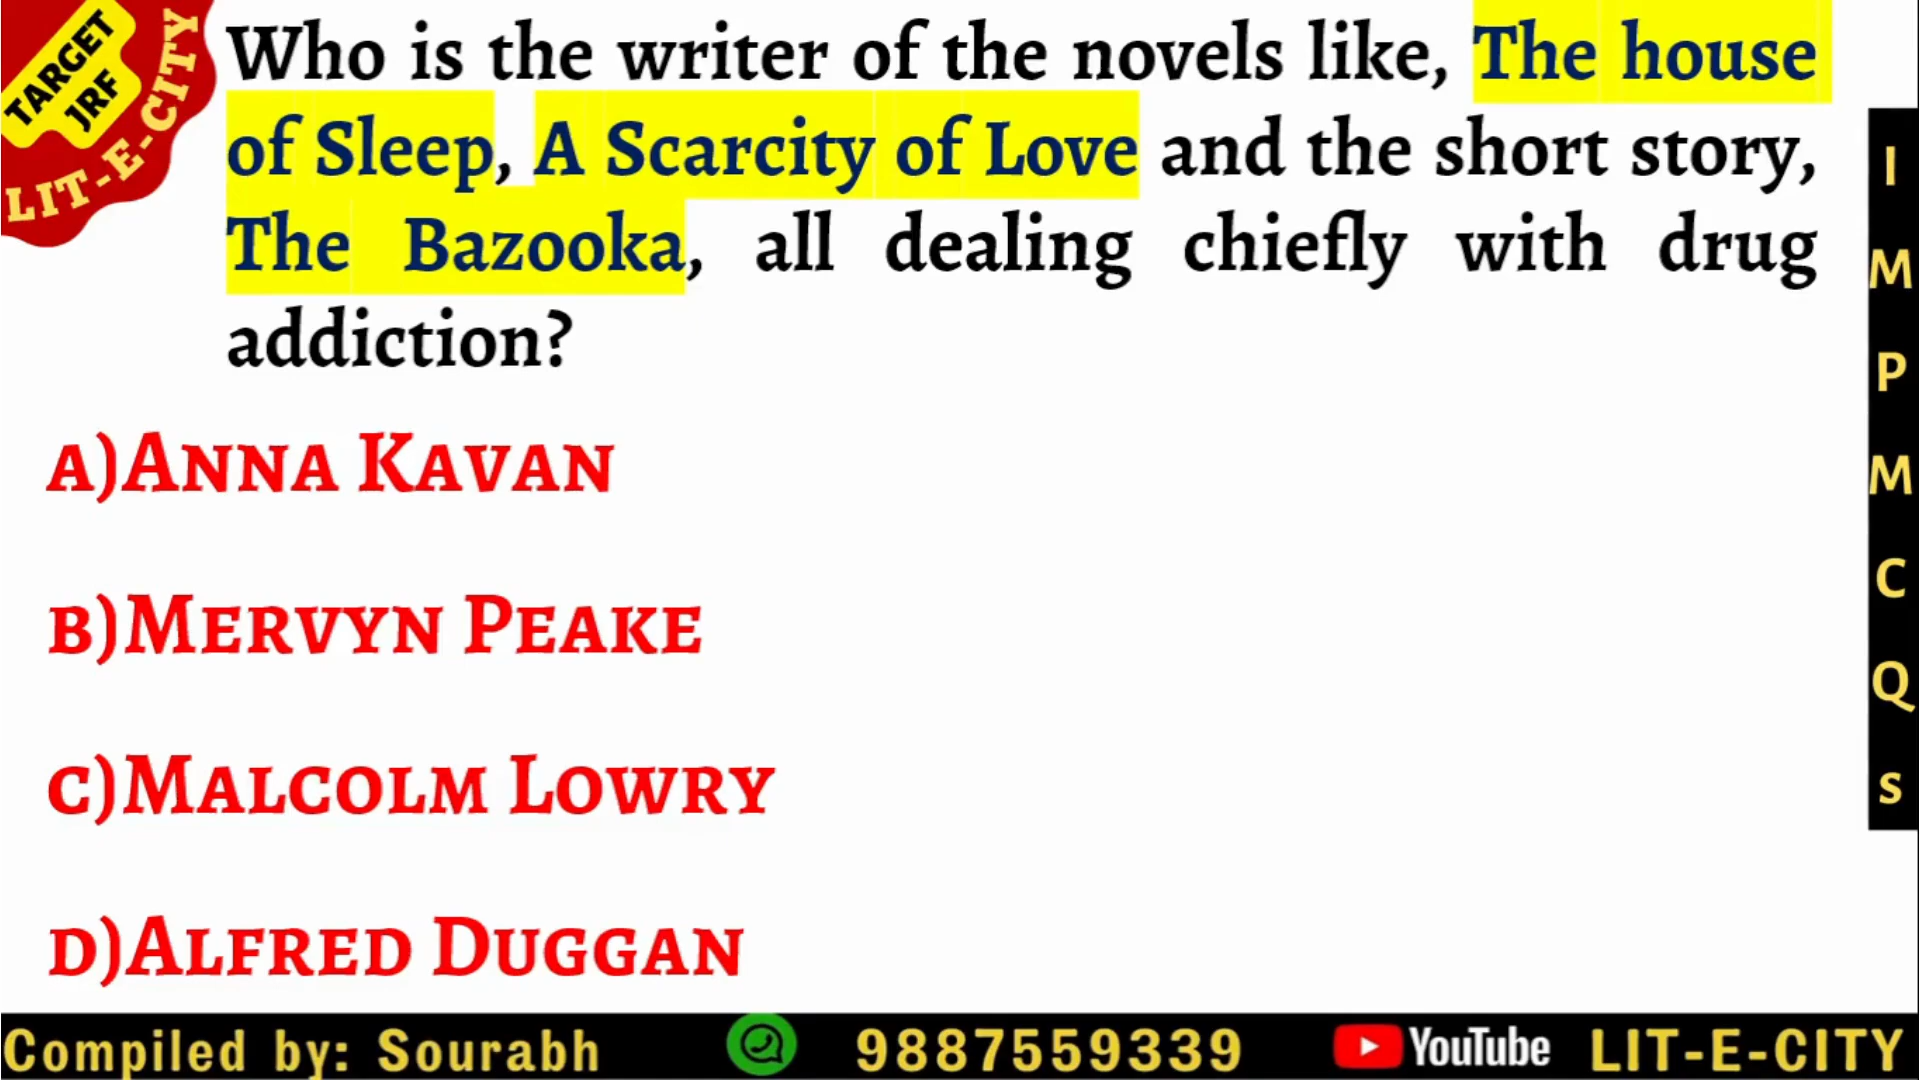 TARGET
JRF
LIT-E-CITY
Who is the writer of the novels like, The house
of Sleep, A Scarcity of Love and the short story,
The Bazooka, all dealing chiefly with drug
addiction?
A)ANNA KAVAN
B)MERVYN PEAKE
C)MALCOLM LOWRY
D)ALFRED DUGGAN
I
M
P
M
C
Q
s
Compiled by: Sourabh 9887559339 YouTube LIT-E-CITY